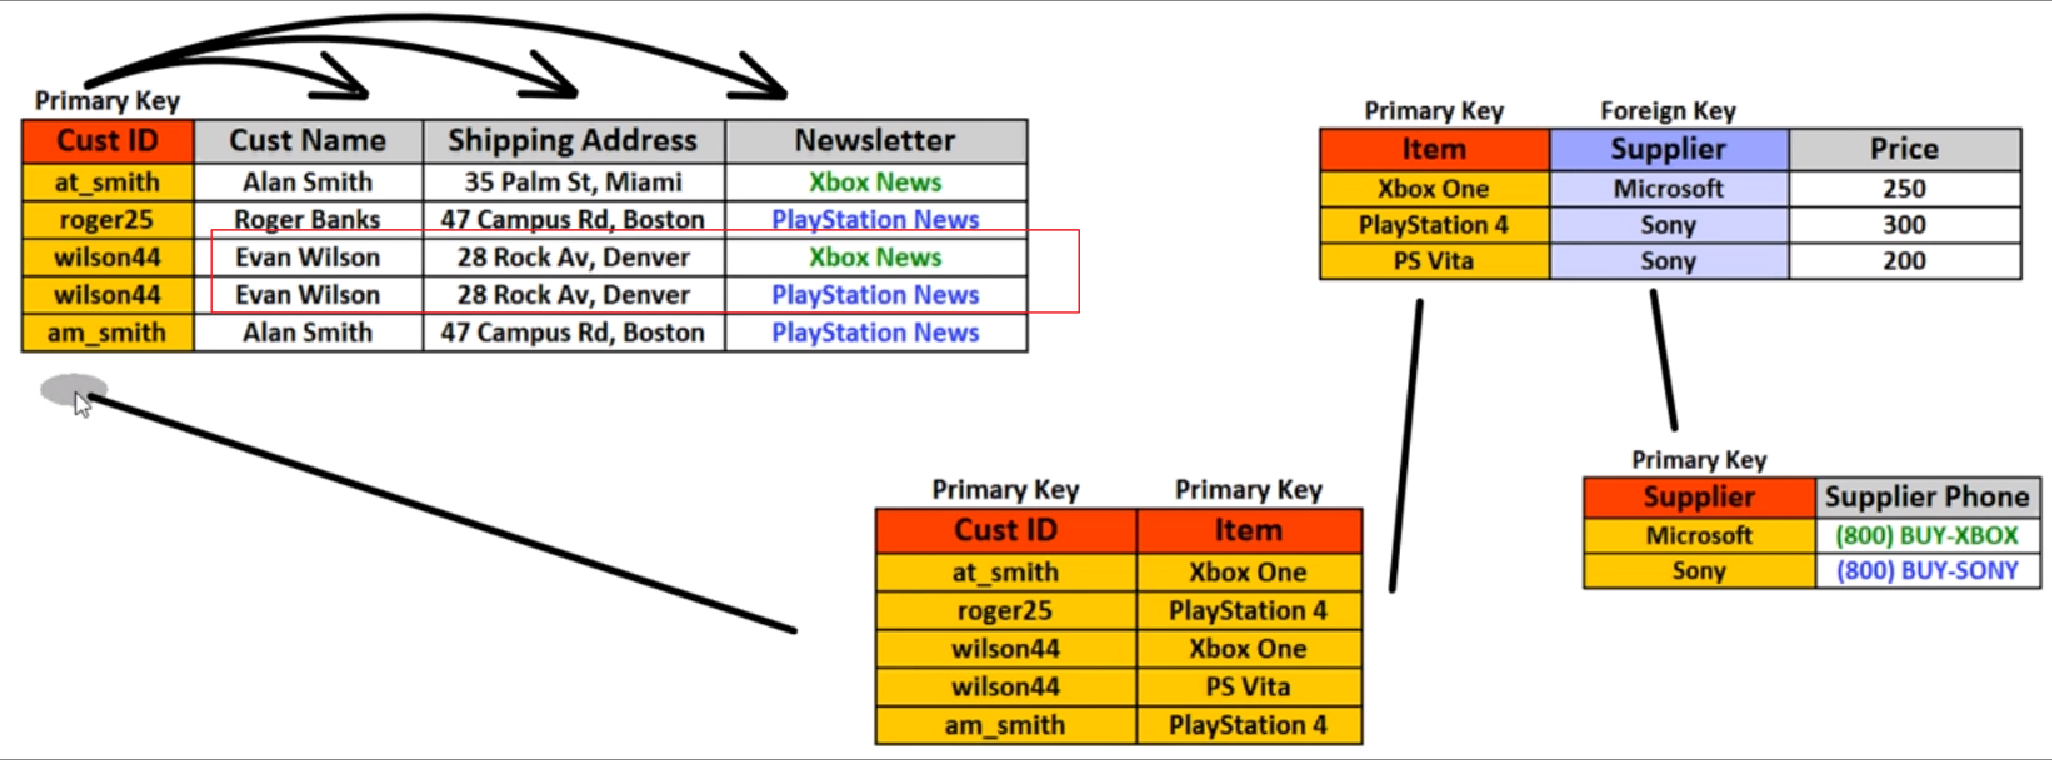 Primary Key
Cust ID Cust Name Shipping Address Newsletter
at_smith Alan Smith 35 Palm St, Miami Xbox News
roger25 Roger Banks 47 Campus Rd, Boston PlayStation News
wilson44 Evan Wilson 28 Rock Av, Denver Xbox News
wilson44 Evan Wilson 28 Rock Av, Denver PlayStation News
am_smith Alan Smith 47 Campus Rd, Boston PlayStation News
Primary Key Foreign Key
Item Supplier Price
Xbox One Microsoft 250
PlayStation 4 Sony 300
PS Vita Sony 200
Primary Key Primary Key
Cust ID Item
at_smith Xbox One
roger25 PlayStation 4
wilson44 Xbox One
wilson44 PS Vita
am_smith PlayStation 4
Primary Key
Supplier Supplier Phone
Microsoft (800) BUY-XBOX
Sony (800) BUY-SONY